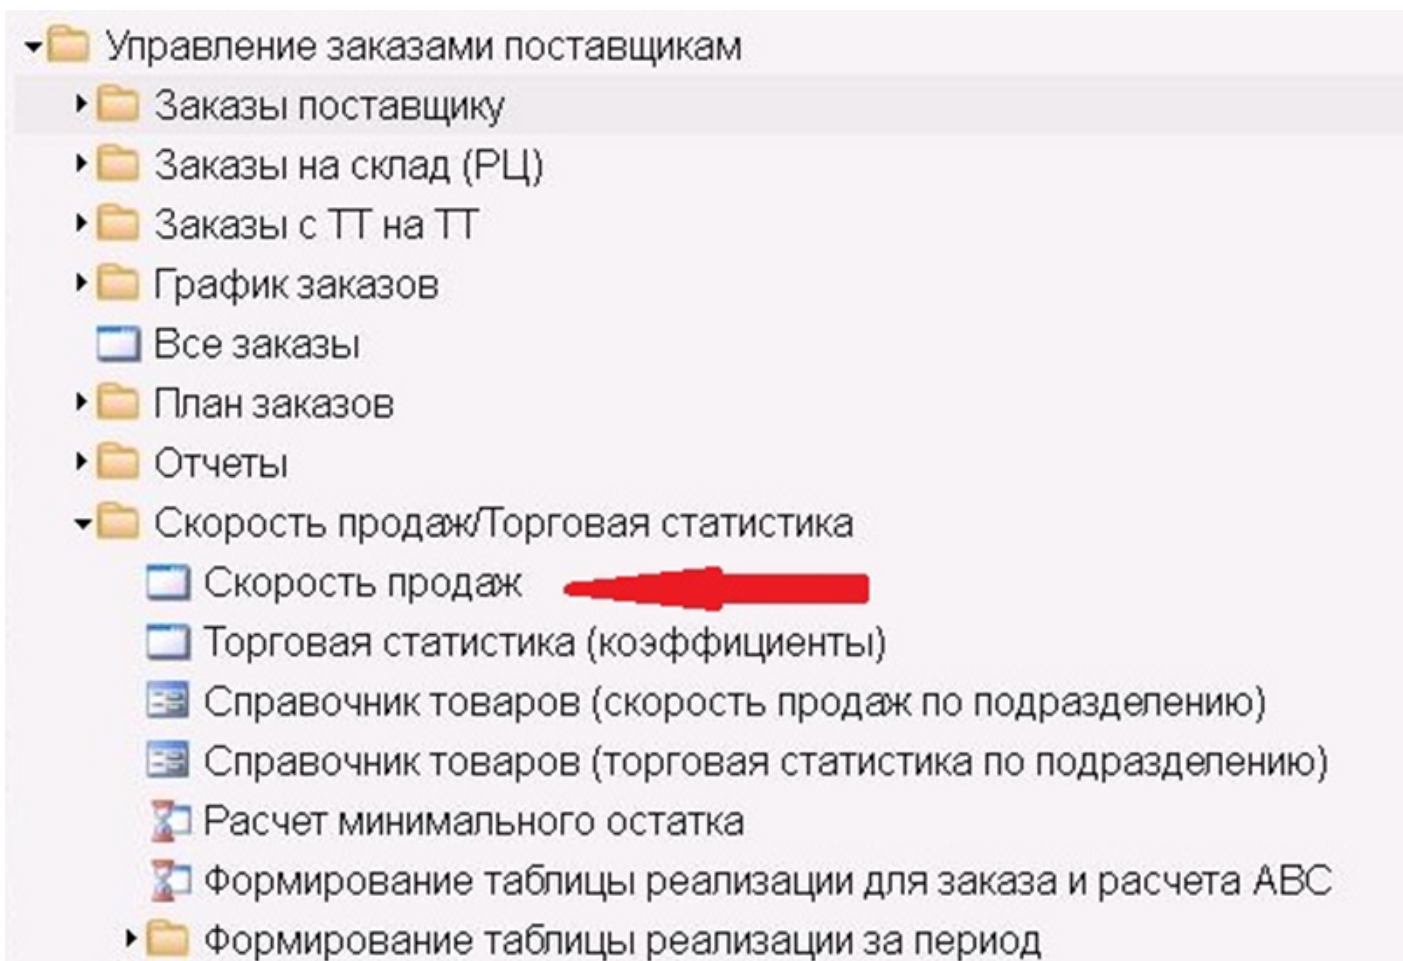 Управление заказами поставщикам
Заказы поставщику
Заказы на склад (РЦ)
Заказы с ТТ на ТТ
График заказов
Все заказы
План заказов
Отчеты
Скорость продаж/Торговая статистика
Скорость продаж
Торговая статистика (коэффициенты)
Справочник товаров (скорость продаж по подразделению)
Справочник товаров (торговая статистика по подразделению)
Расчет минимального остатка
Формирование таблицы реализации для заказа и расчета АВС
Формирование таблицы реализации за период